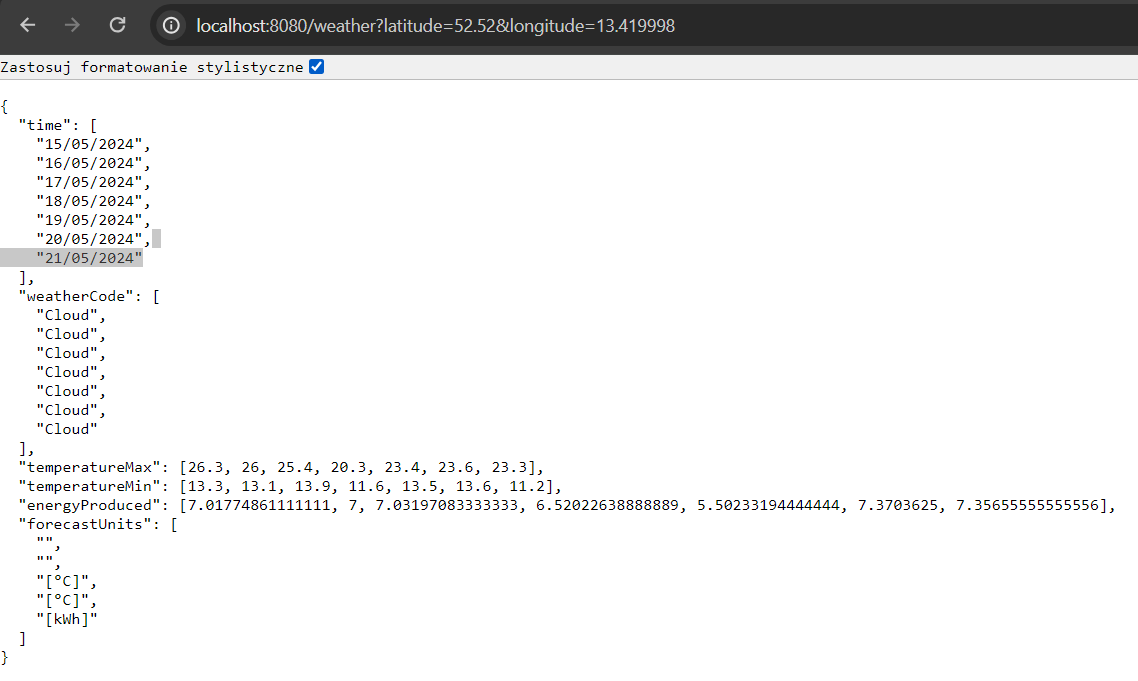 localhost:8080/weather?latitude=52.52&longitude=13.419998
Zastosuj formatowanie stylistyczne
{
  "time": [
    "15/05/2024",
    "16/05/2024",
    "17/05/2024",
    "18/05/2024",
    "19/05/2024",
    "20/05/2024",
    "21/05/2024"
  ],
  "weatherCode": [
    "Cloud",
    "Cloud",
    "Cloud",
    "Cloud",
    "Cloud",
    "Cloud",
    "Cloud"
  ],
  "temperatureMax": [26.3, 26, 25.4, 20.3, 23.4, 23.6, 23.3],
  "temperatureMin": [13.3, 13.1, 13.9, 11.6, 13.5, 13.6, 11.2],
  "energyProduced": [7.01774861111111, 7, 7.03197083333333, 6.52022638888889, 5.50233194444444, 7.3703625, 7.35655555555556],
  "forecastUnits": [
    "",
    "",
    "[°C]",
    "[°C]",
    "[kWh]"
  ]
}